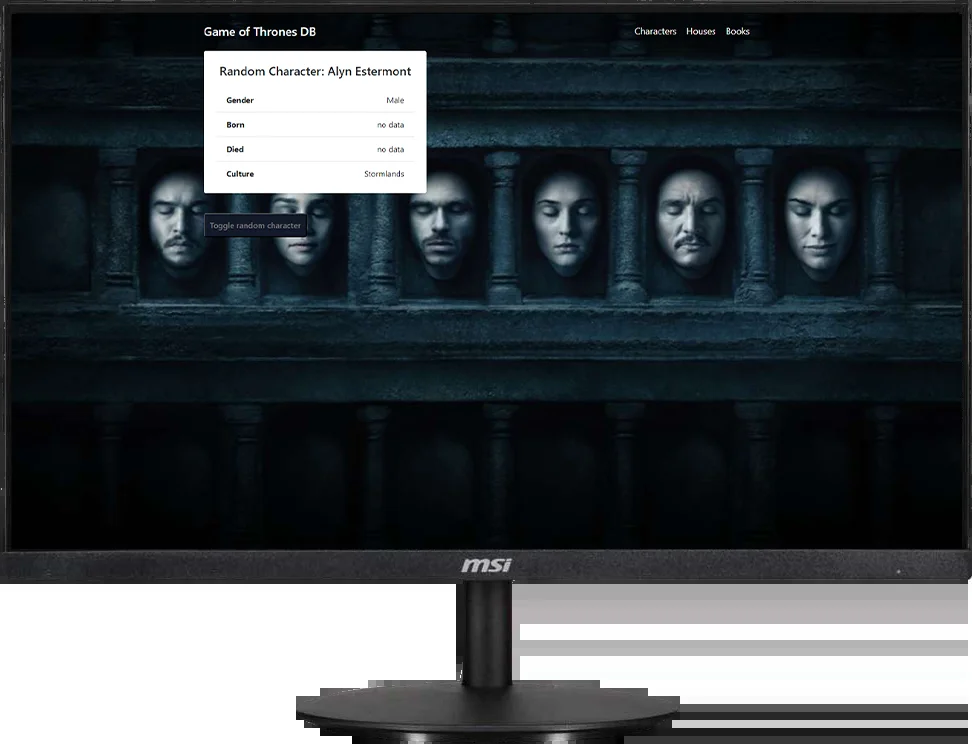 Game of Thrones DB
Characters Houses Books
Random Character: Alyn Estermont
Gender Male
Born no data
Died no data
Culture Stormlands
Toggle random character
msi